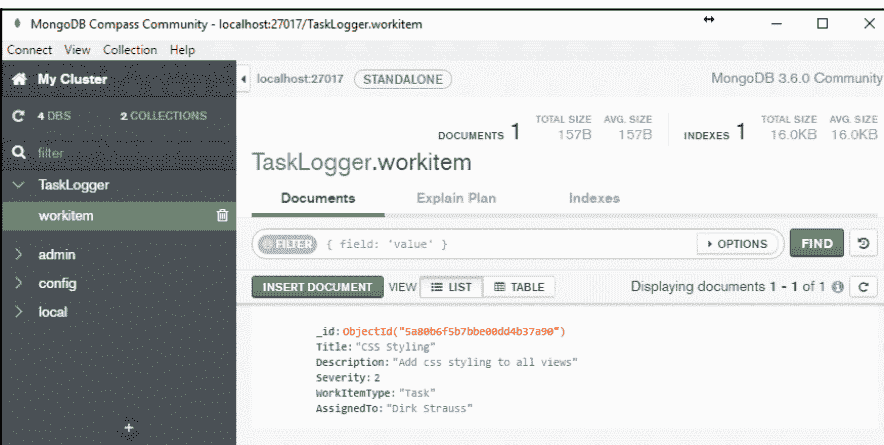 MongoDB Compass Community - localhost:27017/TaskLogger.workitem
Connect View Collection Help
My Cluster
localhost:27017 STANDALONE MongoDB 3.6.0 Community
4 DBS 2 COLLECTIONS
filter
DOCUMENTS 1 TOTAL SIZE 157B AVG. SIZE 157B INDEXES 1 TOTAL SIZE 16.0KB AVG. SIZE 16.0KB
TaskLogger.workitem
TaskLogger
workitem
admin
config
local
Documents Explain Plan Indexes
FILTER { field: 'value' } OPTIONS FIND
INSERT DOCUMENT VIEW LIST TABLE Displaying documents 1 - 1 of 1
_id: ObjectId("5a80b6f5b7bbe00dd4b37a90")
Title: "CSS Styling"
Description: "Add css styling to all views"
Severity: 2
WorkItemType: "Task"
AssignedTo: "Dirk Strauss"